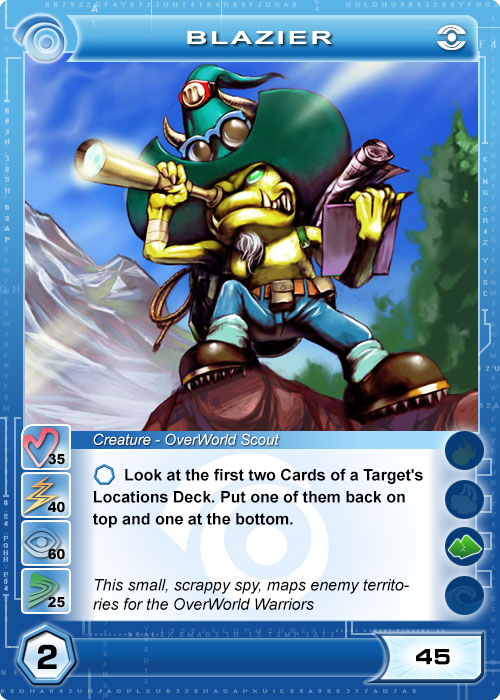 BLAZIER
Creature - OverWorld Scout
35
40
60
25
Look at the first two Cards of a Target's
Locations Deck. Put one of them back on
top and one at the bottom.
This small, scrappy spy, maps enemy territo-
ries for the OverWorld Warriors
2
45